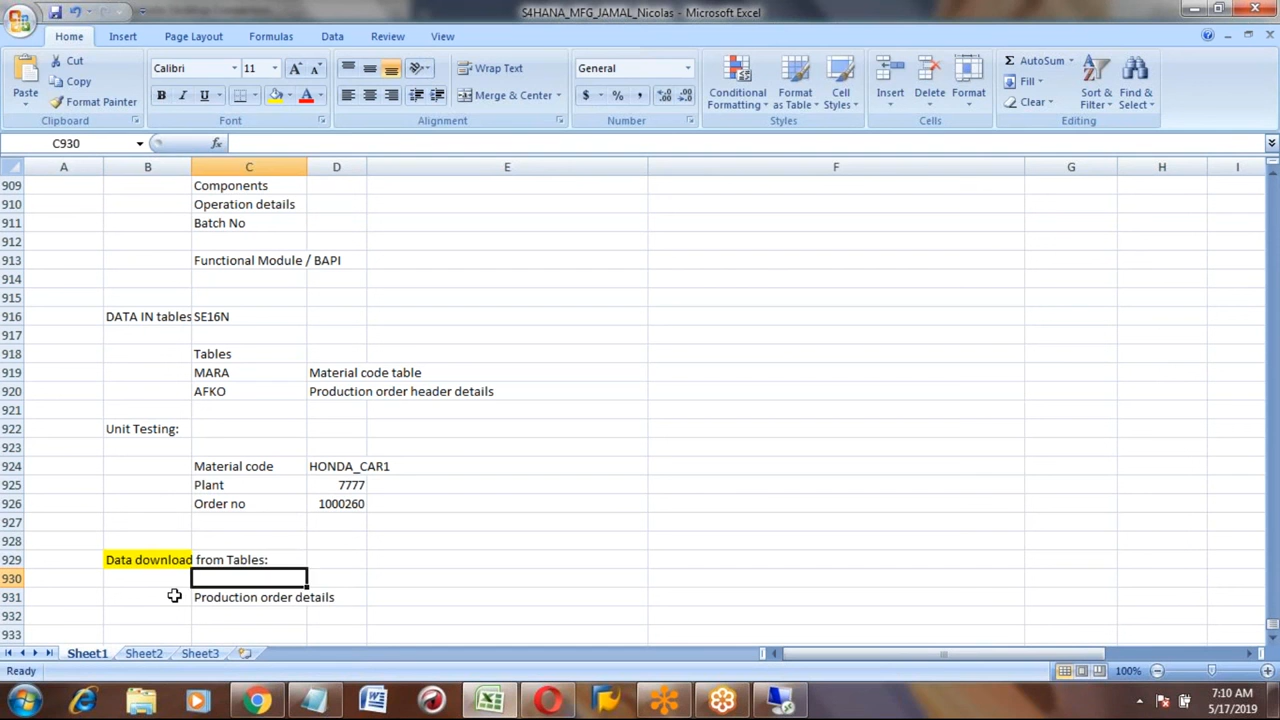 S4HANA_MFG_JAMAL_Nicolas - Microsoft Excel
Home Insert Page Layout Formulas Data Review View
Paste
Cut
Copy
Format Painter
Clipboard
Calibri 11
B I U
Font
Wrap Text
Merge & Center
Alignment
General
$ % ,
Number
Conditional Formatting
Format as Table
Cell Styles
Styles
Insert Delete Format
Cells
AutoSum
Fill
Clear
Sort & Filter
Find & Select
Editing
C930
fx
A B C D E F G H I
909 Components
910 Operation details
911 Batch No
912
913 Functional Module / BAPI
914
915
916 DATA IN tables SE16N
917
918 Tables
919 MARA Material code table
920 AFKO Production order header details
921
922 Unit Testing:
923
924 Material code HONDA_CAR1
925 Plant 7777
926 Order no 1000260
927
928
929 Data download from Tables:
930
931 Production order details
932
933
Sheet1 Sheet2 Sheet3
Ready
100%
7:10 AM
5/17/2019